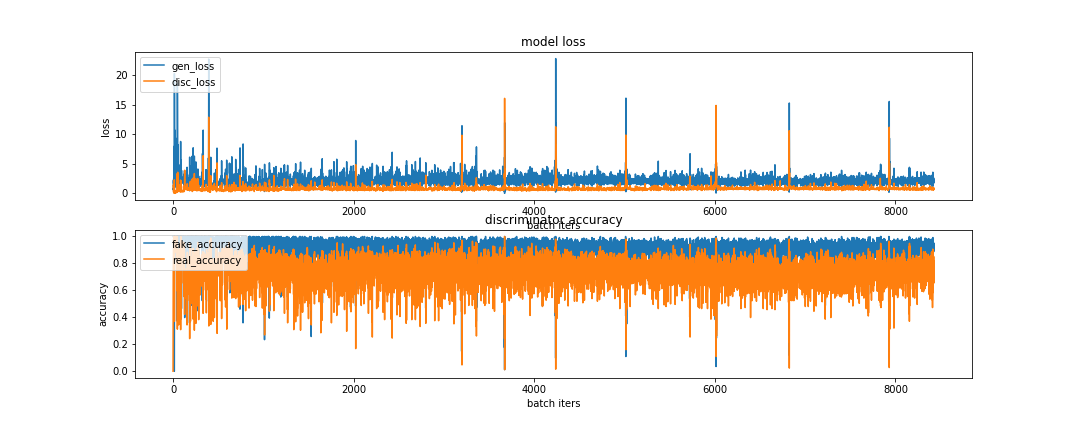 model loss
gen_loss
disc_loss
20
15
10
5
0
loss
0
2000
4000
6000
8000
batch iters
discriminator accuracy
fake_accuracy
real_accuracy
1.0
0.8
0.6
0.4
0.2
0.0
accuracy
0
2000
4000
6000
8000
batch iters